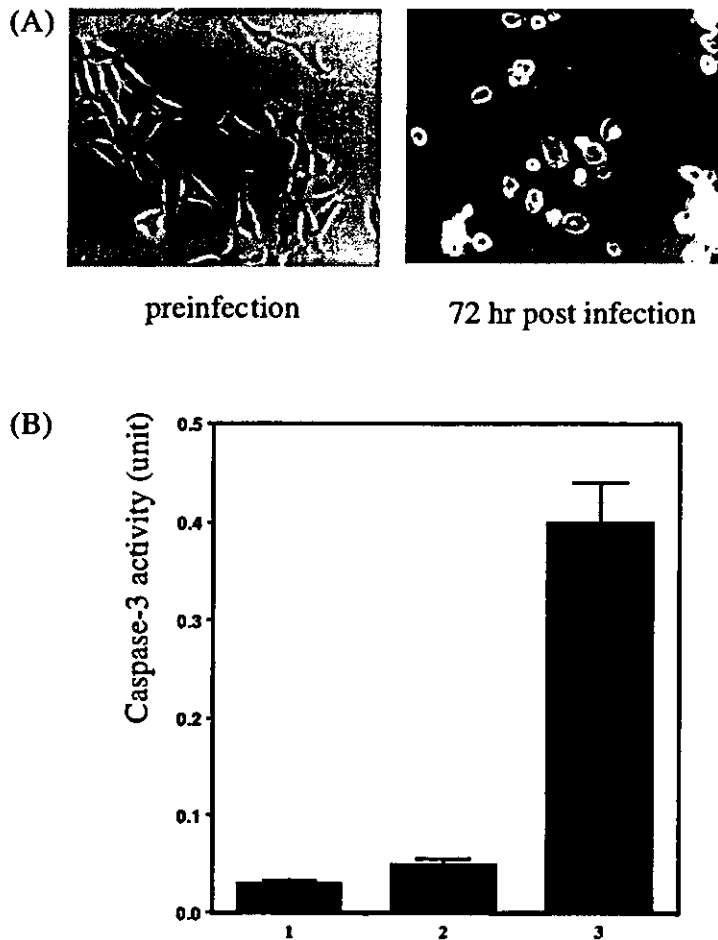 (A)
preinfection
72 hr post infection
(B)
Caspase-3 activity (unit)
0.5
0.4
0.3
0.2
0.1
0.0
1
2
3